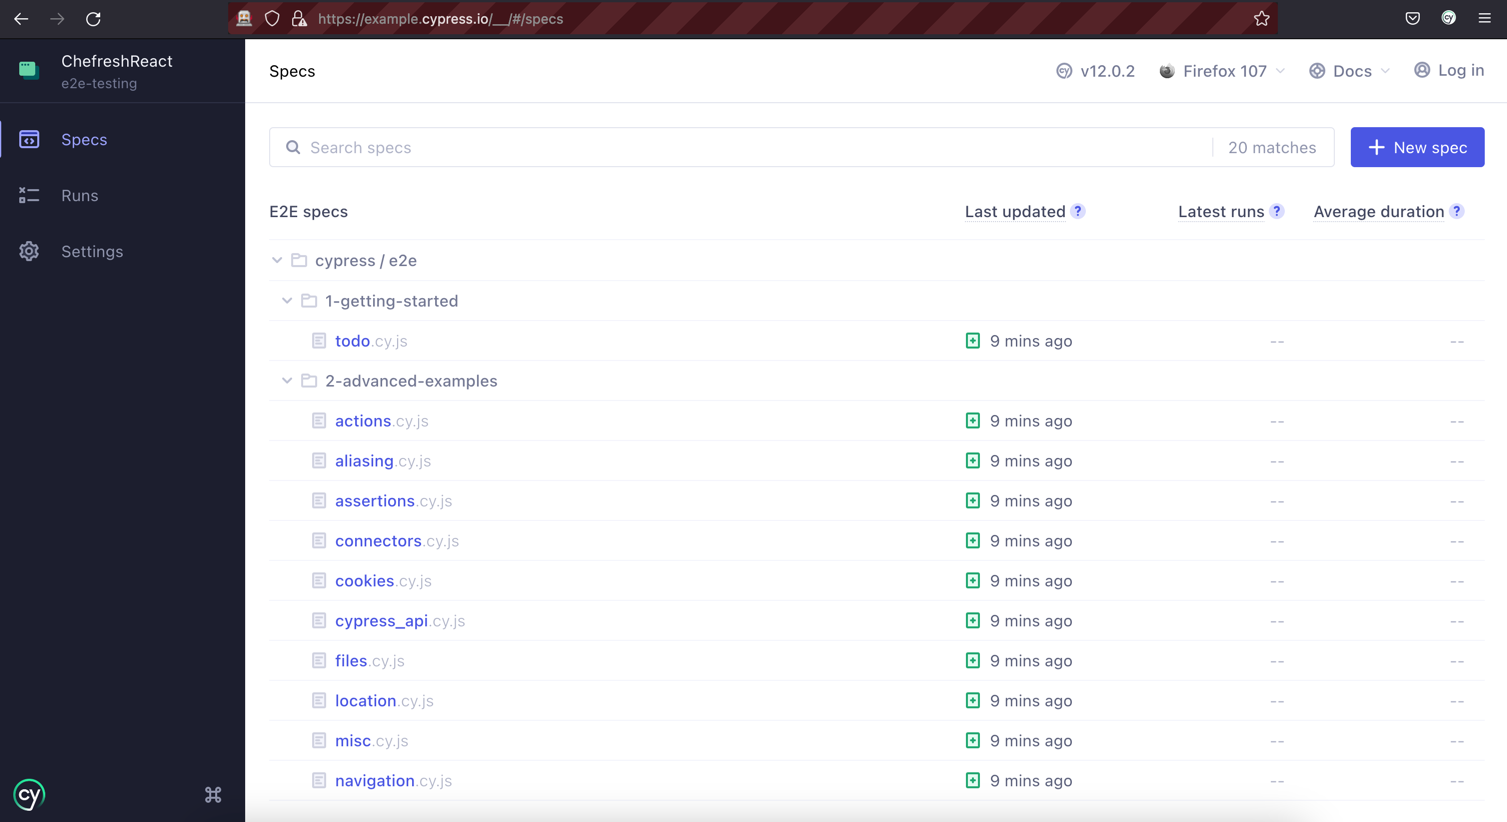 https://example.cypress.io/__/#/specs
ChefreshReact
e2e-testing
Specs
v12.0.2
Firefox 107
Docs
Log in
Specs
Runs
Settings
Search specs
20 matches
New spec
E2E specs
Last updated ?
Latest runs ?
Average duration ?
cypress / e2e
1-getting-started
todo.cy.js 9 mins ago -- --
2-advanced-examples
actions.cy.js 9 mins ago -- --
aliasing.cy.js 9 mins ago -- --
assertions.cy.js 9 mins ago -- --
connectors.cy.js 9 mins ago -- --
cookies.cy.js 9 mins ago -- --
cypress_api.cy.js 9 mins ago -- --
files.cy.js 9 mins ago -- --
location.cy.js 9 mins ago -- --
misc.cy.js 9 mins ago -- --
navigation.cy.js 9 mins ago -- --
cy